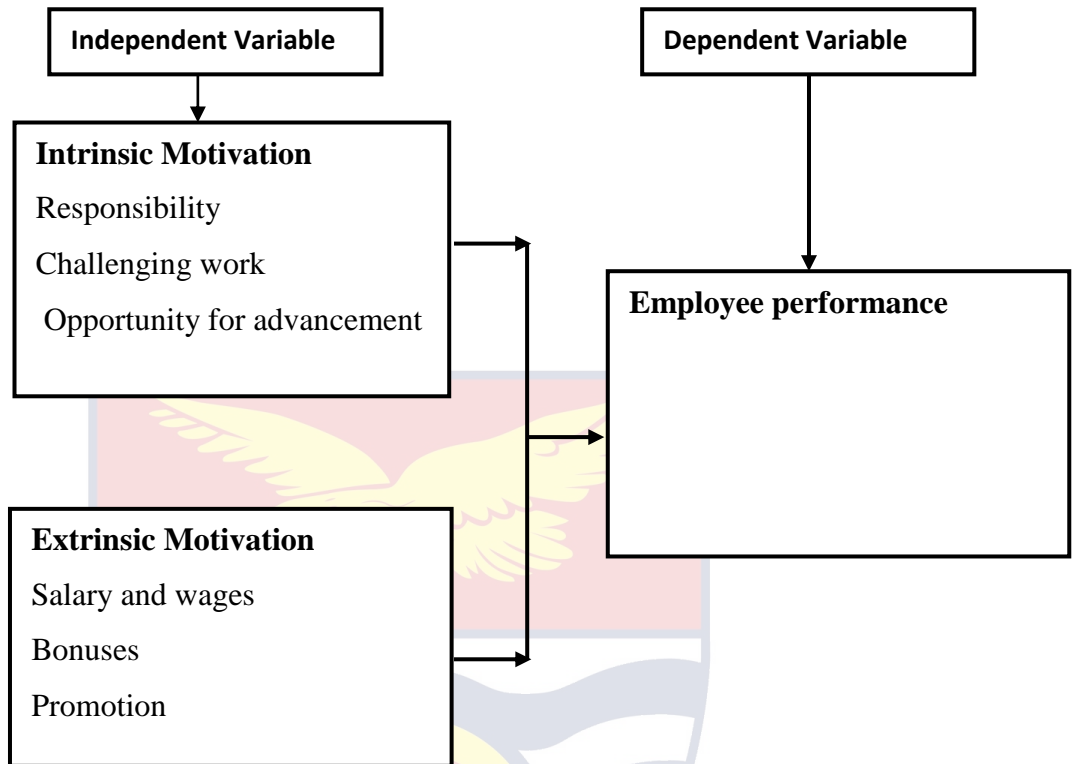 Independent Variable
Dependent Variable
Intrinsic Motivation
Responsibility
Challenging work
Opportunity for advancement
Employee performance
Extrinsic Motivation
Salary and wages
Bonuses
Promotion